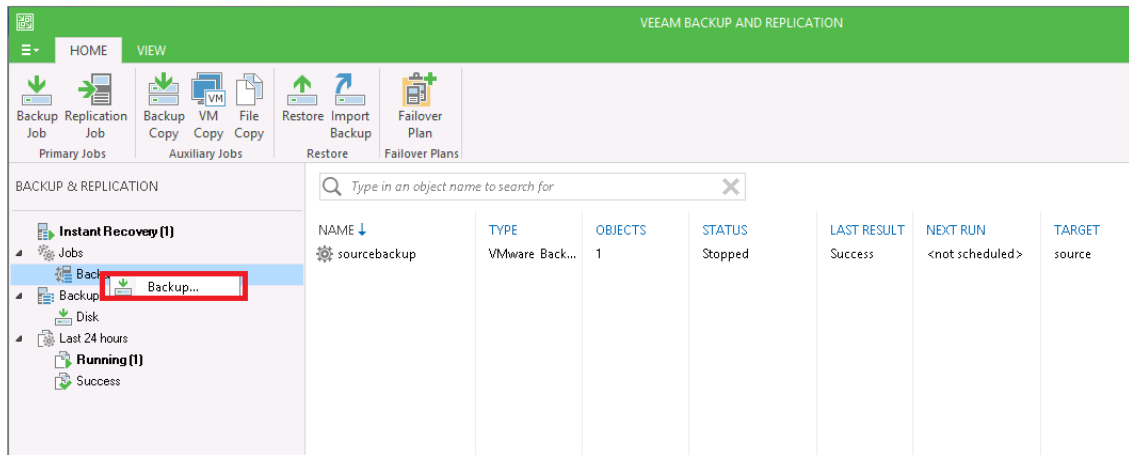 VEEAM BACKUP AND REPLICATION
HOME VIEW
Backup Job
Replication Job
Backup Copy
VM Copy
File Copy
Restore
Import Backup
Failover Plan
VM
Primary Jobs Auxiliary Jobs Restore Failover Plans
BACKUP & REPLICATION
Type in an object name to search for
NAME TYPE OBJECTS STATUS LAST RESULT NEXT RUN TARGET
sourcebackup VMware Back... 1 Stopped Success <not scheduled> source
Instant Recovery (1)
Jobs
Backup...
Backup
Disk
Last 24 hours
Running (1)
Success